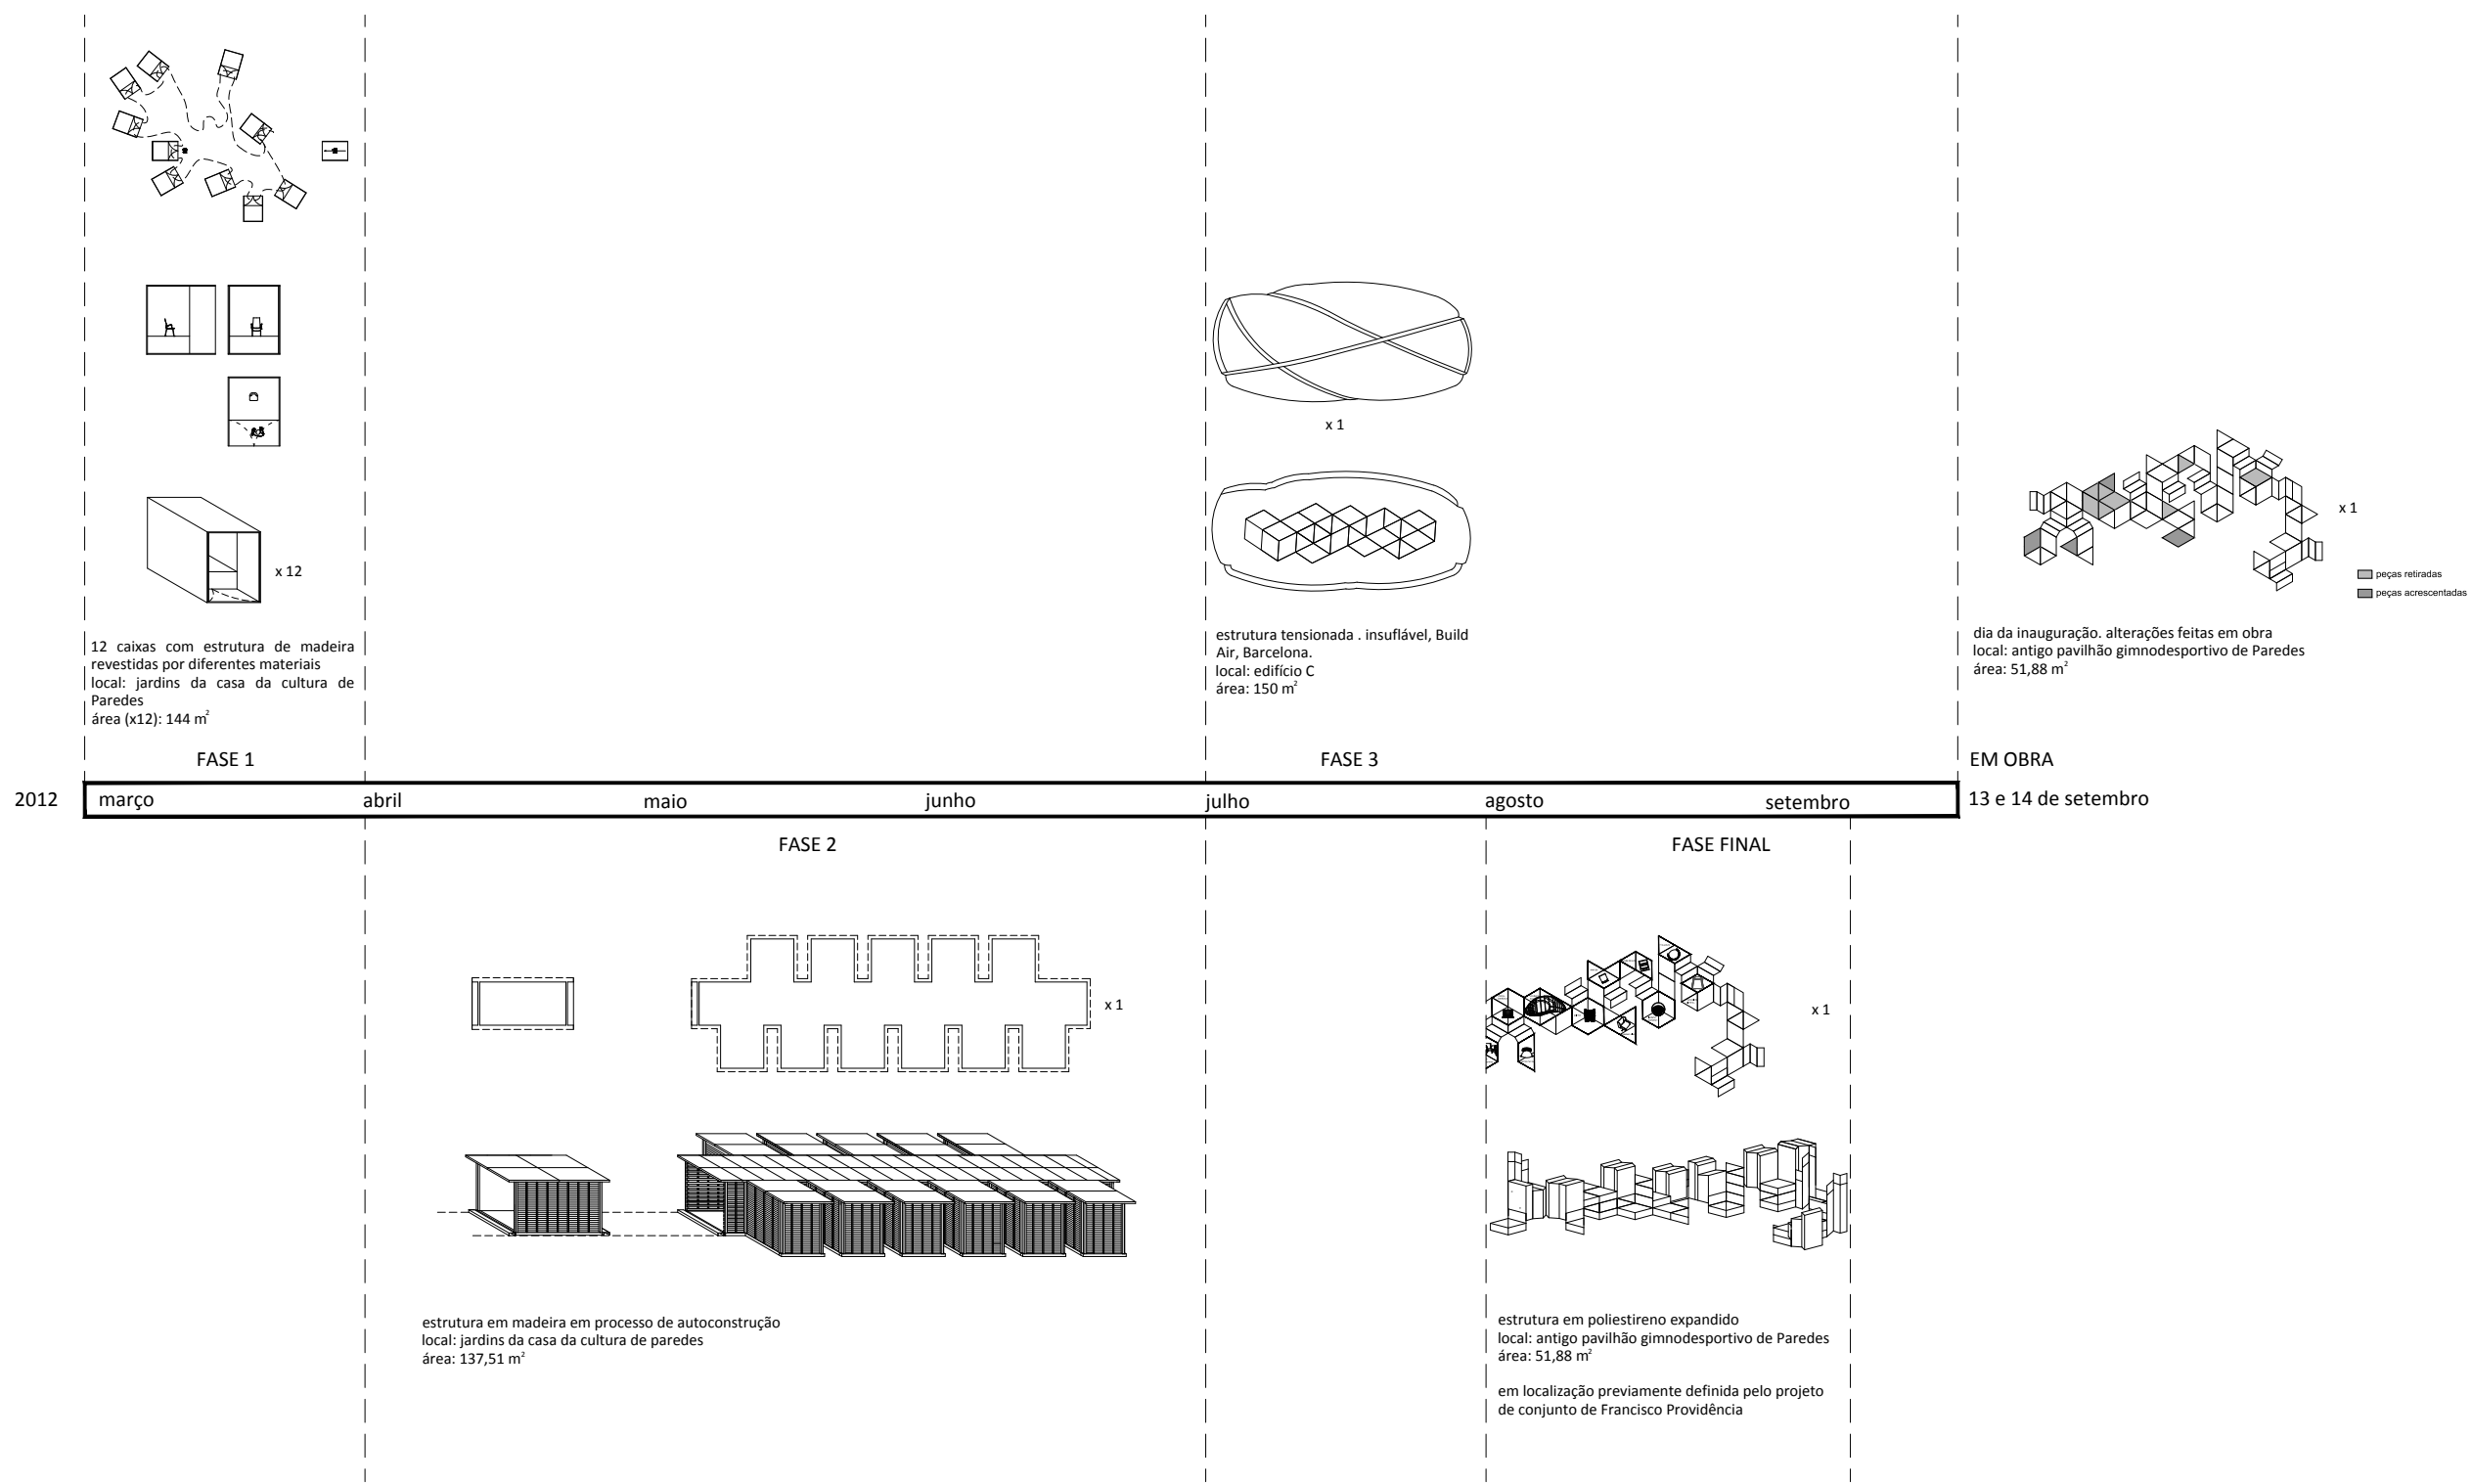 x 12
12 caixas com estrutura de madeira
revestidas por diferentes materiais
local: jardins da casa da cultura de
Paredes
área (x12): 144 m²
FASE 1
x 1
estrutura tensionada . insuflável, Build
Air, Barcelona.
local: edifício C
área: 150 m²
FASE 3
x 1
peças retiradas
peças acrescentadas
dia da inauguração. alterações feitas em obra
local: antigo pavilhão gimnodesportivo de Paredes
área: 51,88 m²
EM OBRA
2012 março abril maio junho julho agosto setembro 13 e 14 de setembro
FASE 2
x 1
estrutura em madeira em processo de autoconstrução
local: jardins da casa da cultura de paredes
área: 137,51 m²
FASE FINAL
x 1
estrutura em poliestireno expandido
local: antigo pavilhão gimnodesportivo de Paredes
área: 51,88 m²
em localização previamente definida pelo projeto
de conjunto de Francisco Providência